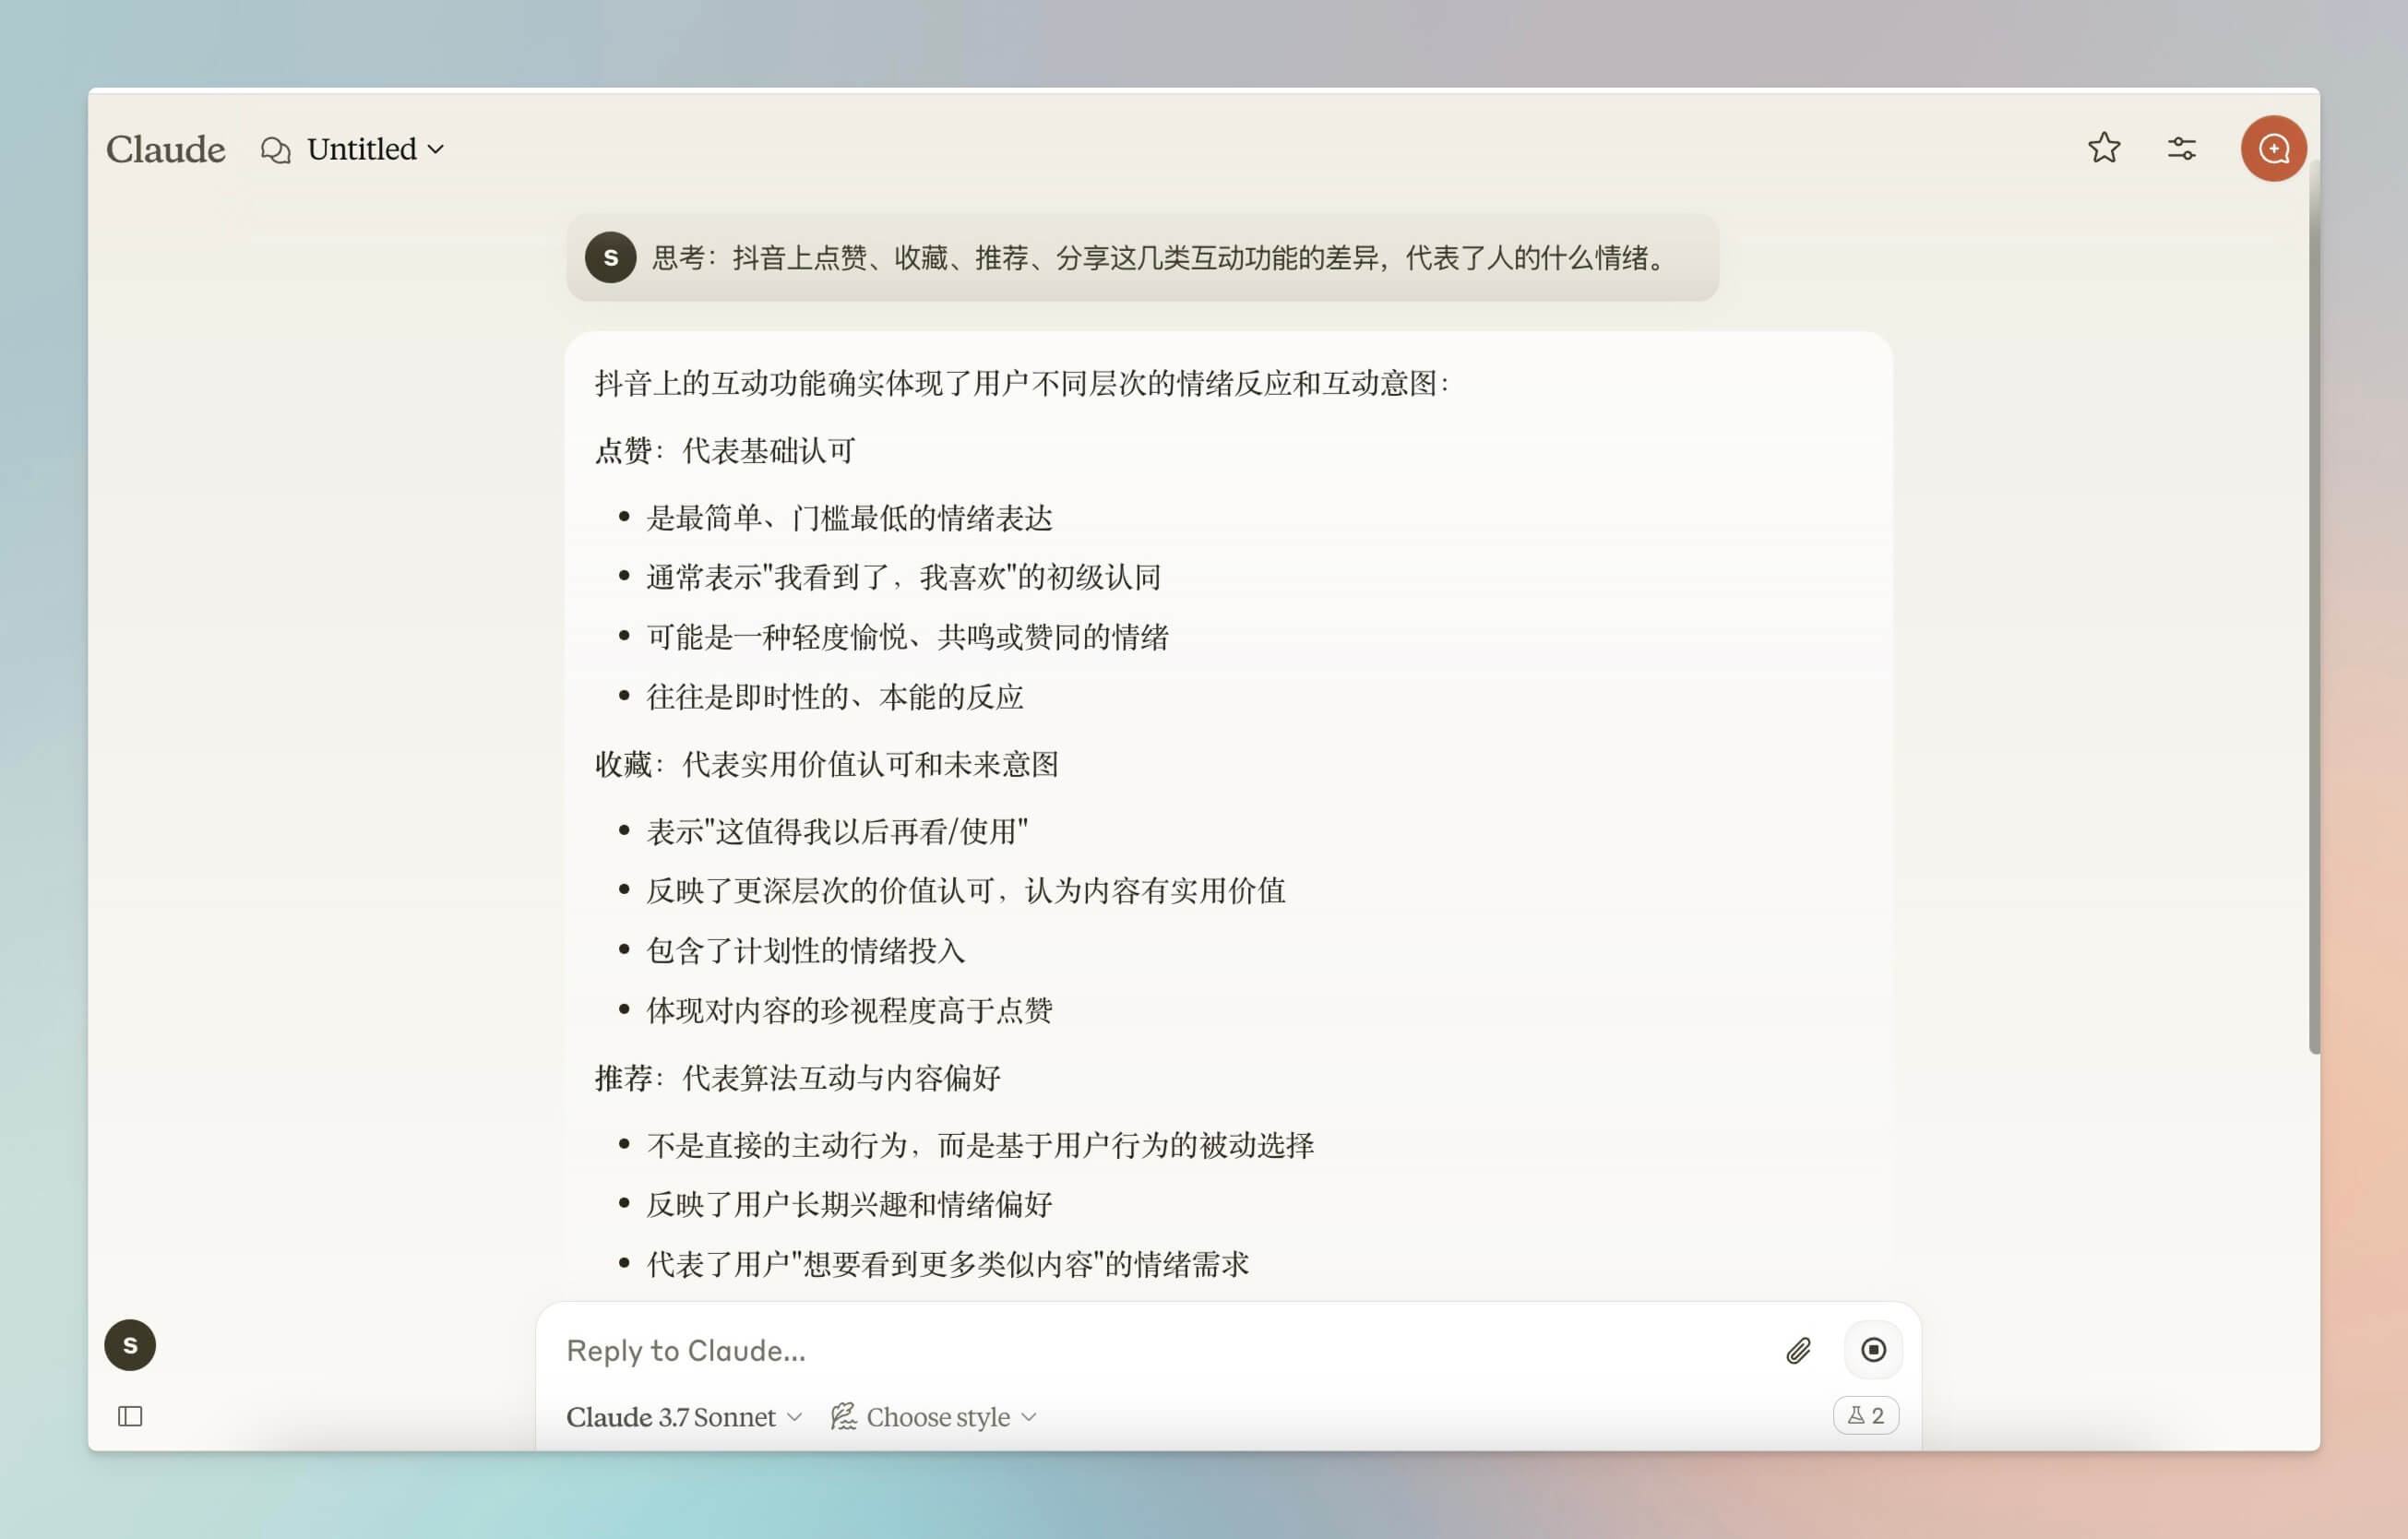 Claude
Untitled
S
思考：抖音上点赞、收藏、推荐、分享这几类互动功能的差异，代表了人的什么情绪。
抖音上的互动功能确实体现了用户不同层次的情绪反应和互动意图：
点赞：代表基础认可
是最简单、门槛最低的情绪表达
通常表示"我看到了，我喜欢"的初级认同
可能是一种轻度愉悦、共鸣或赞同的情绪
往往是即时性的、本能的反应
收藏：代表实用价值认可和未来意图
表示"这值得我以后再看/使用"
反映了更深层次的价值认可，认为内容有实用价值
包含了计划性的情绪投入
体现对内容的珍视程度高于点赞
推荐：代表算法互动与内容偏好
不是直接的主动行为，而是基于用户行为的被动选择
反映了用户长期兴趣和情绪偏好
代表了用户"想要看到更多类似内容"的情绪需求
S
Reply to Claude...
Claude 3.7 Sonnet
Choose style
2